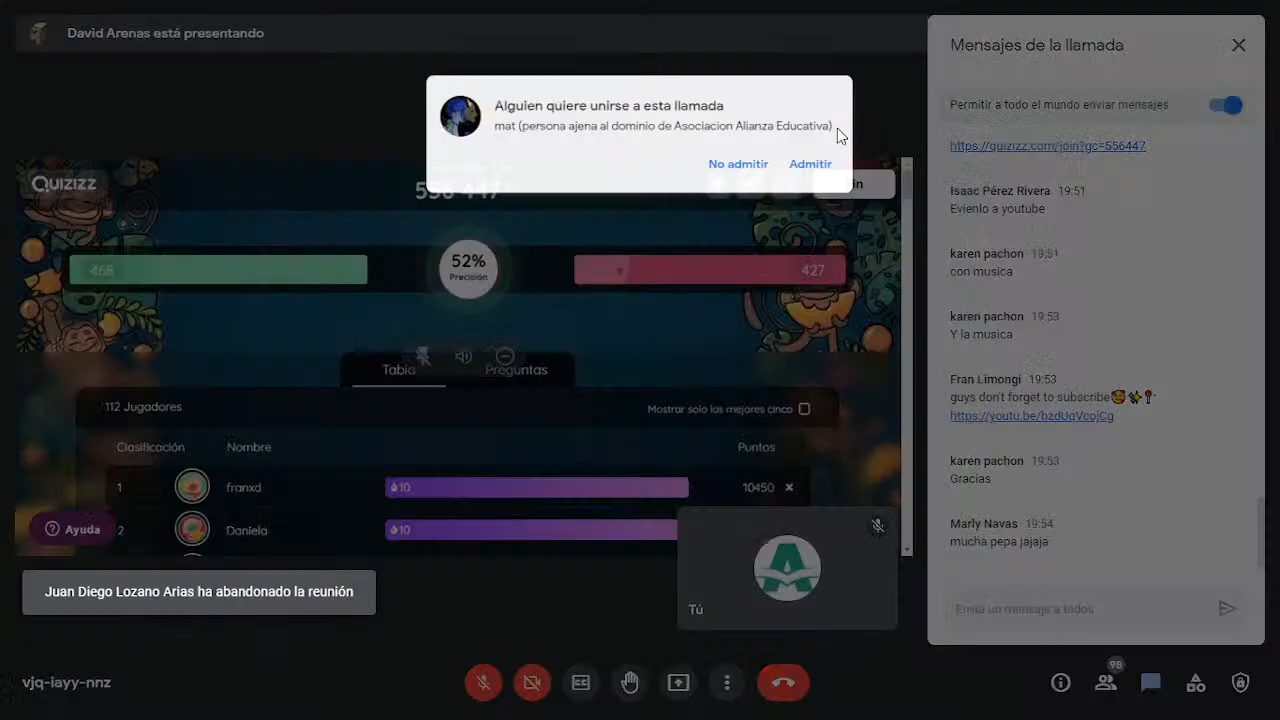 David Arenas está presentando
Alguien quiere unirse a esta llamada
mat (persona ajena al dominio de Asociacion Alianza Educativa)
No admitir
Admitir
Quizizz
556 447
468
52%
Precisión
427
Tabla
Preguntas
112 Jugadores
Mostrar solo los mejores cinco
Clasificación
Nombre
Puntos
1
franxd
10
10450
2
Daniela
10
Ayuda
Juan Diego Lozano Arias ha abandonado la reunión
Tú
vjq-iayy-nnz
98
Mensajes de la llamada
Permitir a todo el mundo enviar mensajes
https://quizizz.com/join?gc=556447
Isaac Pérez Rivera 19:51
Evienlo a youtube
karen pachon 19:51
con musica
karen pachon 19:53
Y la musica
Fran Limongi 19:53
guys don't forget to subscribe🥰✨📍
https://youtu.be/bzdUqVcojCg
karen pachon 19:53
Gracias
Marly Navas 19:54
mucha pepa jajaja
Envía un mensaje a todos